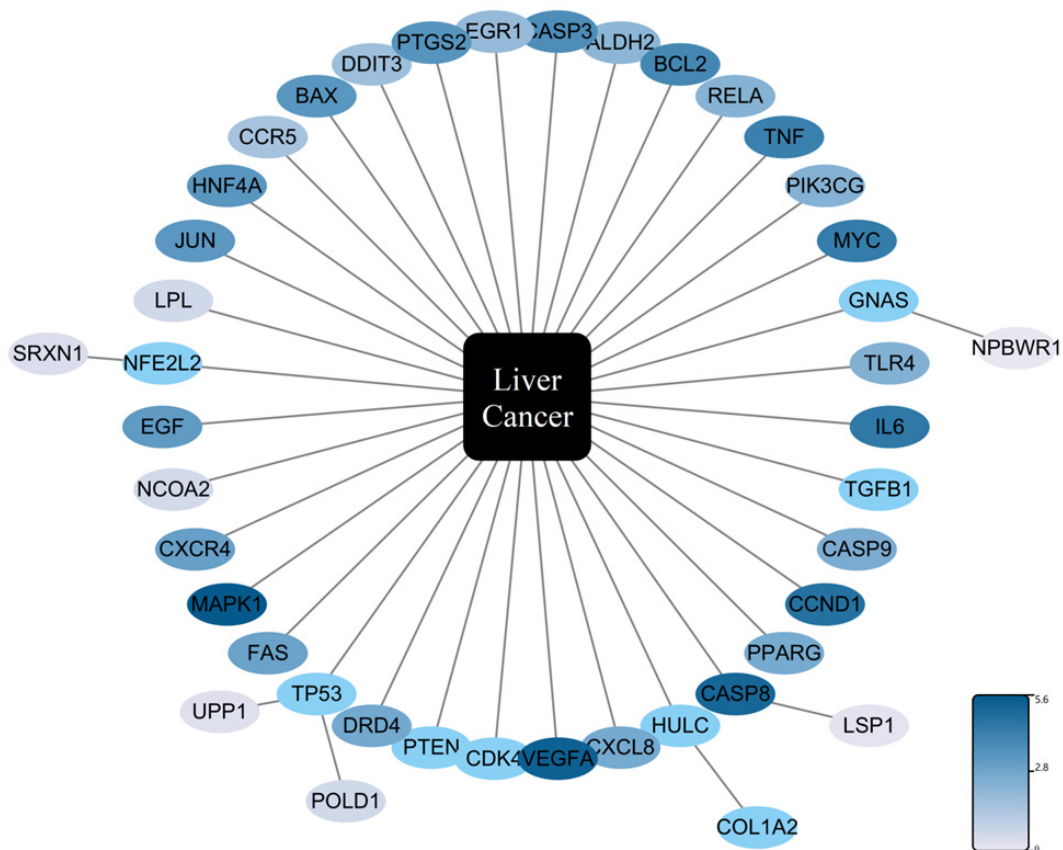 EGR1
CASP3
PTGS2
ALDH2
DDIT3
BCL2
BAX
RELA
CCR5
TNF
HNF4A
PIK3CG
JUN
MYC
LPL
GNAS
SRXN1
NFE2L2
TLR4
NPBWR1
Liver
Cancer
EGF
IL6
NCOA2
TGFB1
CXCR4
CASP9
MAPK1
CCND1
FAS
PPARG
TP53
CASP8
UPP1
DRD4
HULC
LSP1
PTEN
CDK4
VEGFA
CXCL8
POLD1
COL1A2
5.6
2.8